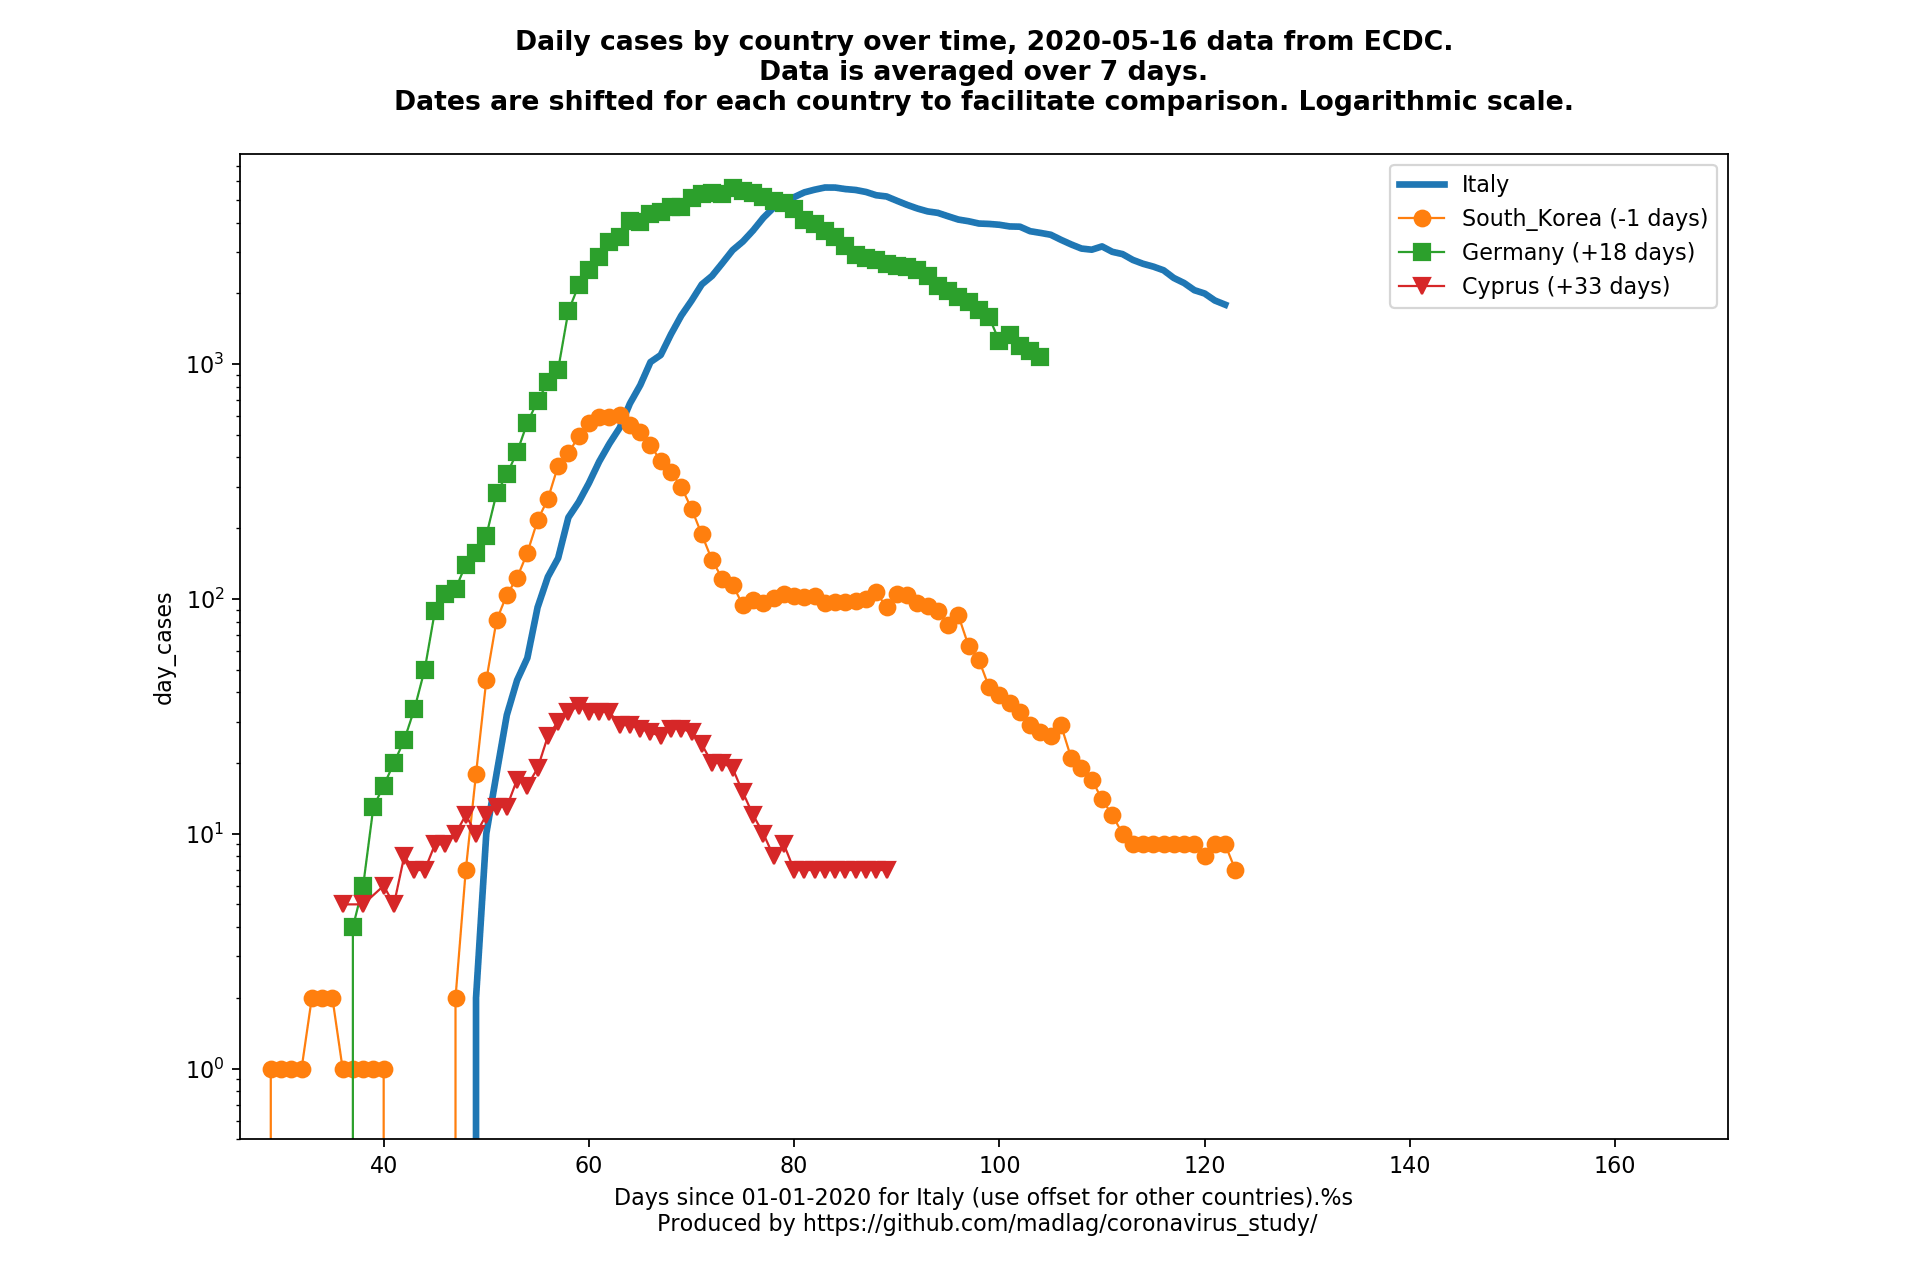 Daily cases by country over time, 2020-05-16 data from ECDC.
Data is averaged over 7 days.
Dates are shifted for each country to facilitate comparison. Logarithmic scale.
Italy
South_Korea (-1 days)
Germany (+18 days)
Cyprus (+33 days)
day_cases
10³
10²
10¹
10⁰
40 60 80 100 120 140 160
Days since 01-01-2020 for Italy (use offset for other countries).%s
Produced by https://github.com/madlag/coronavirus_study/